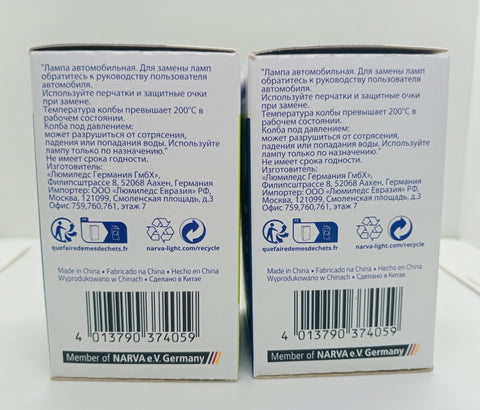 "Лампа автомобильная. Для замены ламп
обратитесь к руководству пользователя
автомобиля.
Используйте перчатки и защитные очки
при замене.
Температура колбы превышает 200°C в
рабочем состоянии.
Колба под давлением:
может разрушиться от сотрясения,
падения или попадания воды. Используйте
лампу только по назначению."
Не имеет срока годности.
Изготовитель:
«Люмиледс Германия ГмбХ»,
Филипсштрассе 8, 52068 Аахен, Германия
Импортер: ООО «Люмиледс Евразия» РФ,
Москва, 121099, Смоленская площадь, д.3
Офис 759,760,761, этаж 7
quefairedemesdechets.fr
narva-light.com/recycle
Made in China • Fabricado na China • Hecho en China
Wyprodukowano w Chinach • Сделано в Китае
4 013790 374059
Member of NARVA e.V. Germany
"Лампа автомобильная. Для замены ламп
обратитесь к руководству пользователя
автомобиля.
Используйте перчатки и защитные очки
при замене.
Температура колбы превышает 200°C в
рабочем состоянии.
Колба под давлением:
может разрушиться от сотрясения,
падения или попадания воды. Используйте
лампу только по назначению."
Не имеет срока годности.
Изготовитель:
«Люмиледс Германия ГмбХ»,
Филипсштрассе 8, 52068 Аахен, Германия
Импортер: ООО «Люмиледс Евразия» РФ,
Москва, 121099, Смоленская площадь, д.3
Офис 759,760,761, этаж 7
quefairedemesdechets.fr
narva-light.com/recycle
Made in China • Fabricado na China • Hecho en China
Wyprodukowano w Chinach • Сделано в Китае
4 013790 374059
Member of NARVA e.V. Germany